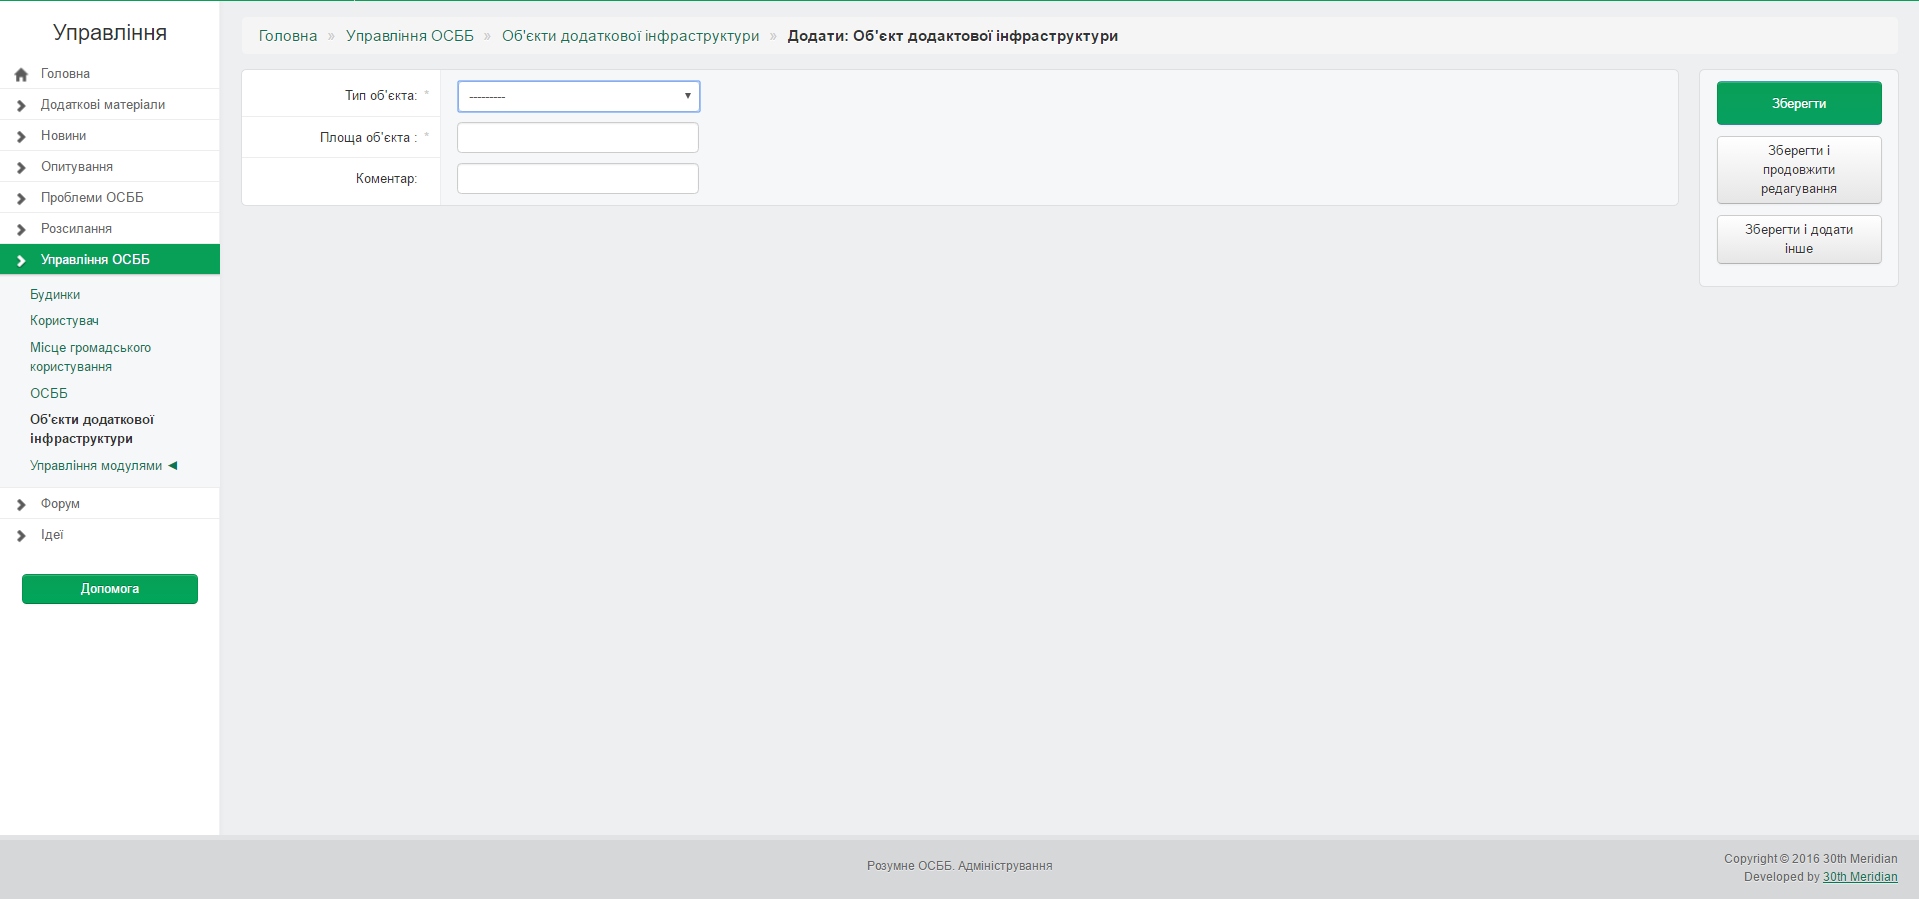 Управління
Головна
Додаткові матеріали
Новини
Опитування
Проблеми ОСББ
Розсилання
Управління ОСББ
Будинки
Користувач
Місце громадського
користування
ОСББ
Об'єкти додаткової
інфраструктури
Управління модулями ◄
Форум
Ідеї
Допомога
Головна » Управління ОСББ » Об'єкти додаткової інфраструктури » Додати: Об'єкт додактової інфраструктури
Тип об'єкта: * ---------
Площа об'єкта : *
Коментар:
Зберегти
Зберегти і
продовжити
редагування
Зберегти і додати
інше
Розумне ОСББ. Адміністрування
Copyright © 2016 30th Meridian
Developed by 30th Meridian